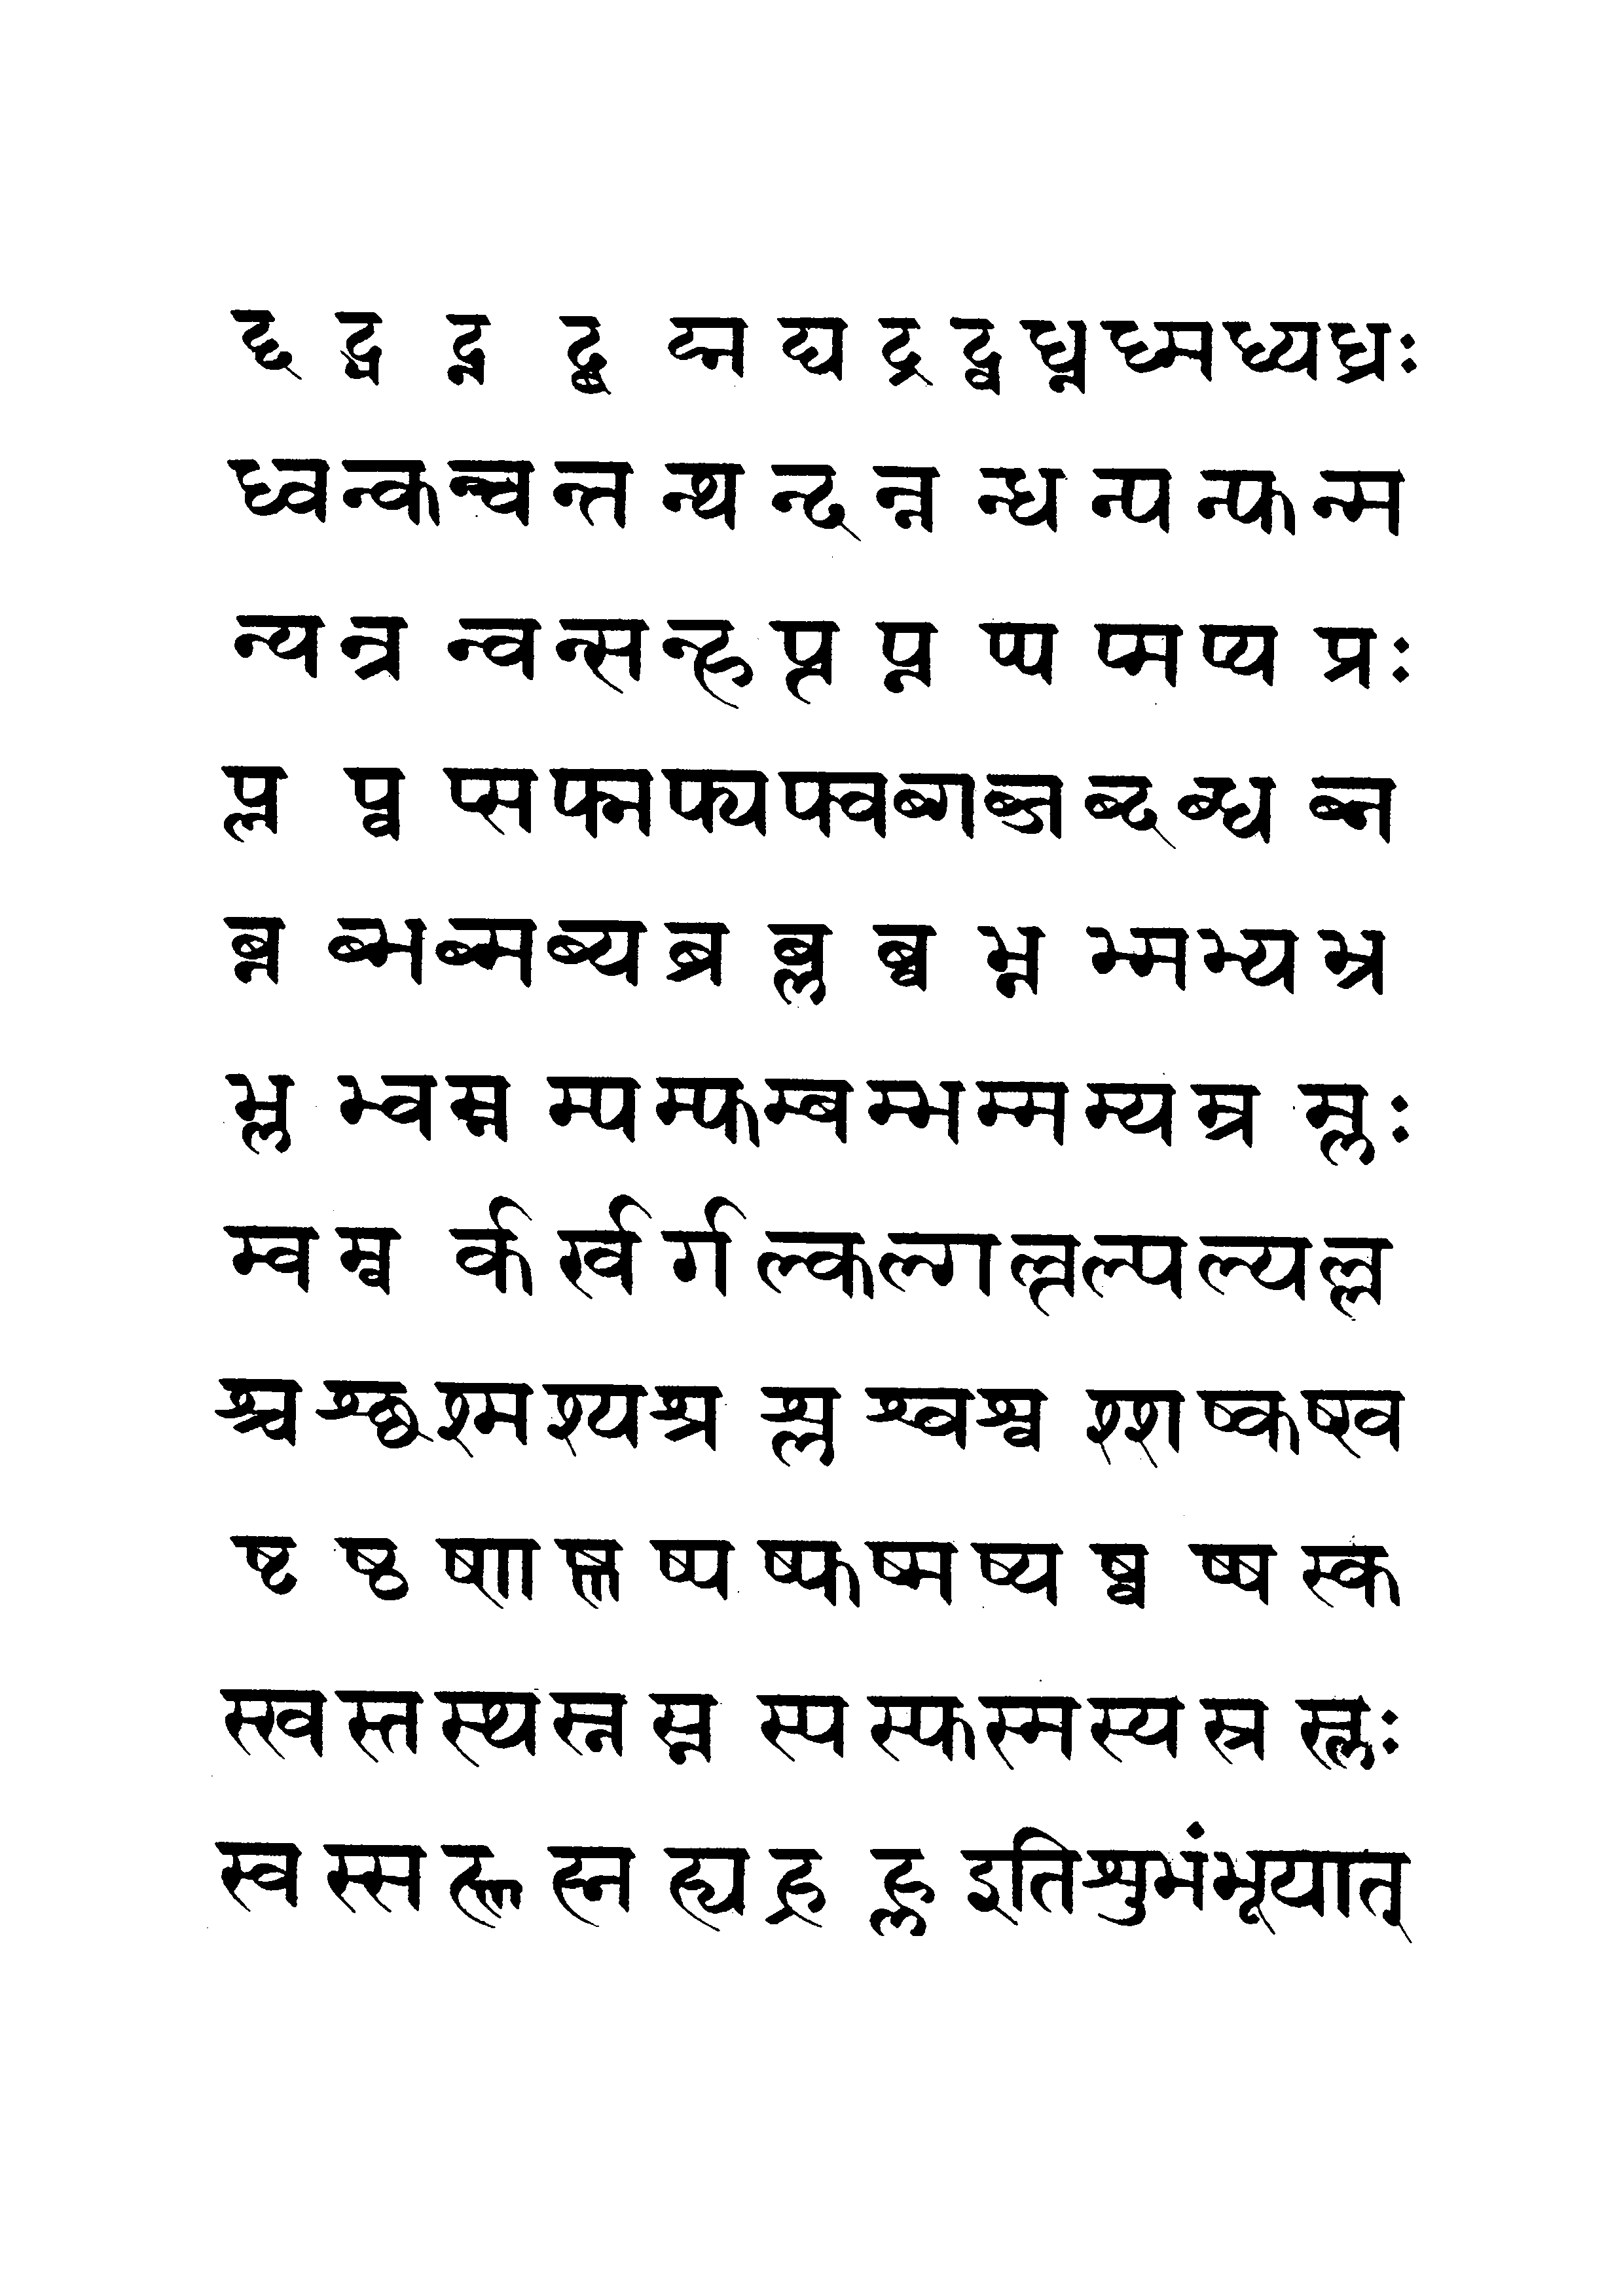 द्द द्ध द्न द्ब द्म द्य द्र द्व ध्न ध्म ध्य ध्रः
ध्व न्क न्च न्त न्थ न्द न्न न्ध न्प न्फ न्म
न्य न्र न्व न्स न्ह प्त प्न प्प प्म प्य प्रः
प्ल प्व प्स फ्न फ्य फ्व ब्ग ब्ज ब्द ब्ध ब्न
ब्न ब्भ ब्म ब्य ब्र ब्ल ब्ब भ्न भ्म भ्य भ्र
भ्ल भ्व म्न म्प म्फ म्ब म्भ म्म म्य म्र म्लः
म्व म्व र्क र्ख र्ग ल्क ल्ग ल्त ल्प ल्य ल्ल
श्च श्छ श्म श्य श्र श्ल श्व श्व श्श ष्क ष्ख
ष्ट ष्ठ ष्ण ष्ण ष्प ष्फ ष्म ष्य ष्व ष्ष स्क
स्ख स्त स्थ स्न स्न स्प स्फ स्म स्य स्र स्लः
स्व स्स ह्ण ह्न ह्य ह्र ह्ल इति शुभं भूयात्